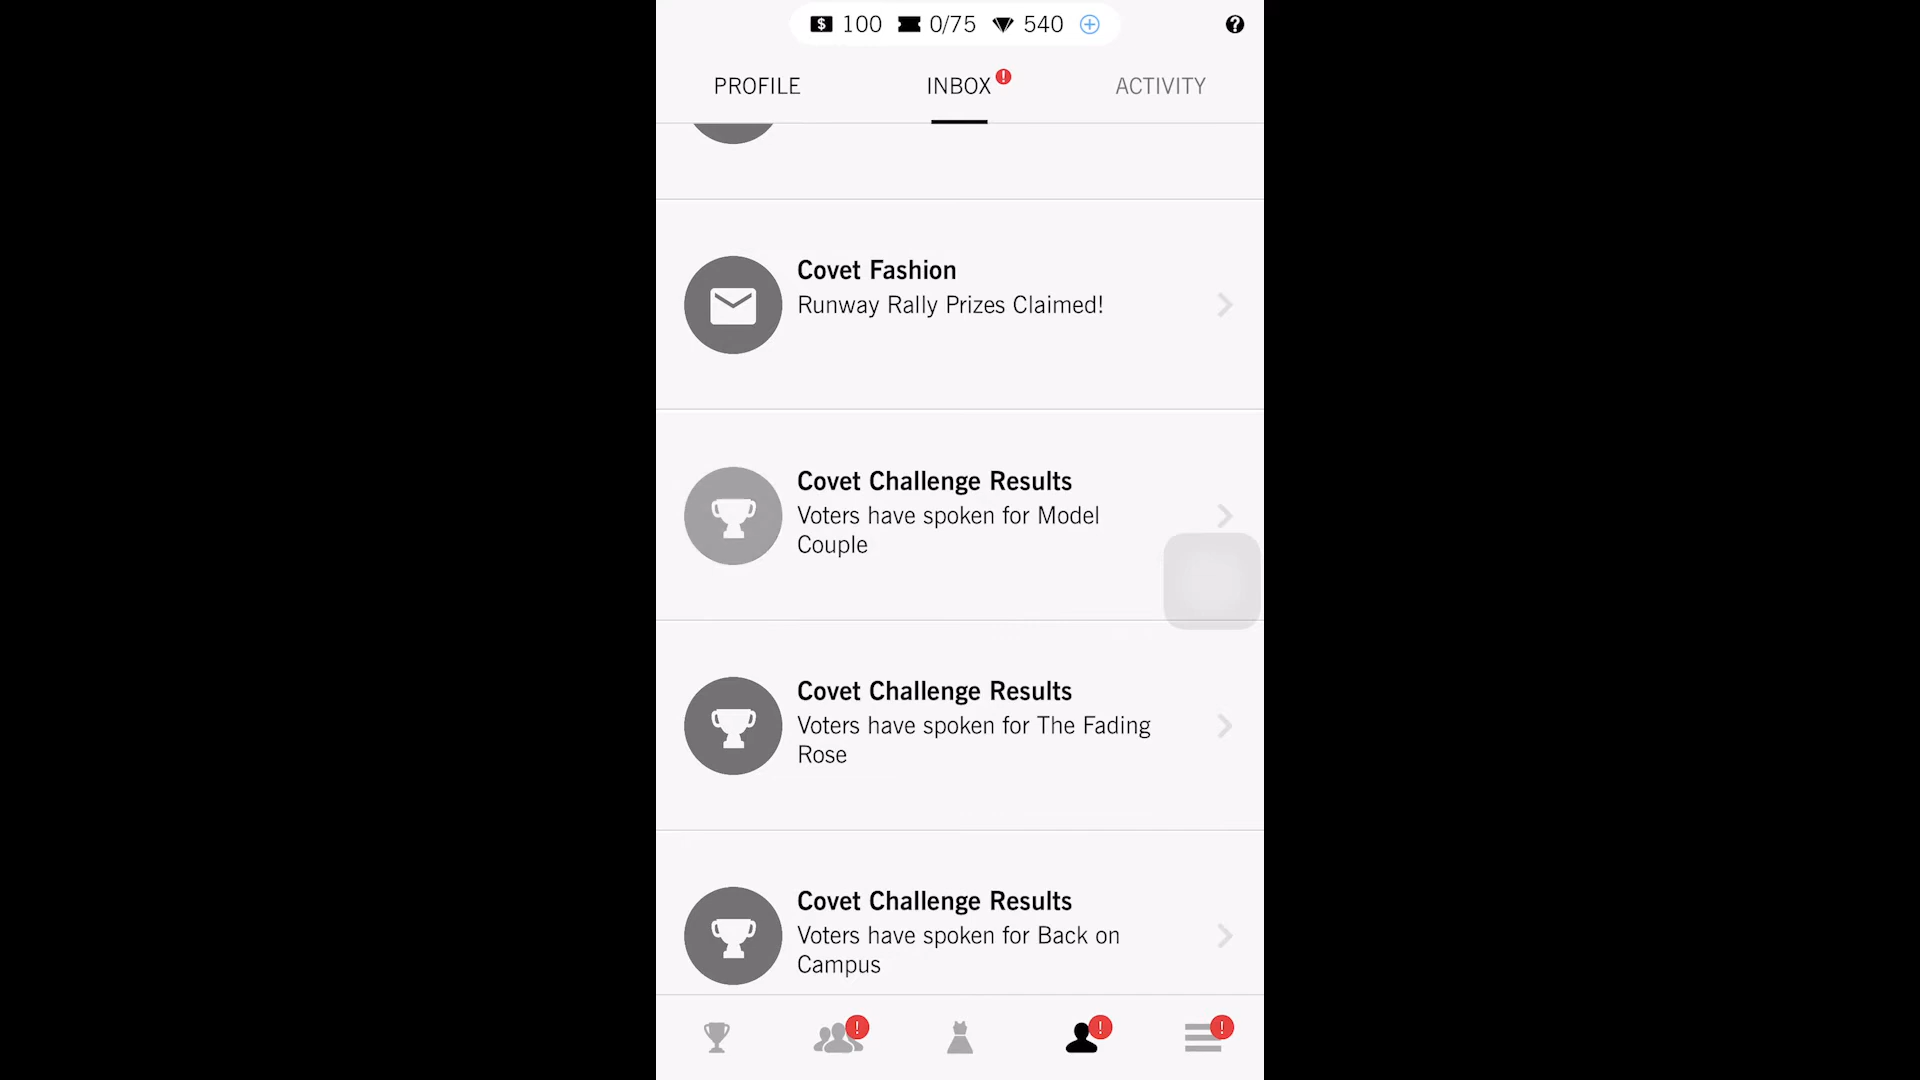 $ 100 0/75 540
?
PROFILE INBOX ! ACTIVITY
Covet Fashion
Runway Rally Prizes Claimed!
Covet Challenge Results
Voters have spoken for Model
Couple
Covet Challenge Results
Voters have spoken for The Fading
Rose
Covet Challenge Results
Voters have spoken for Back on
Campus
! ! !